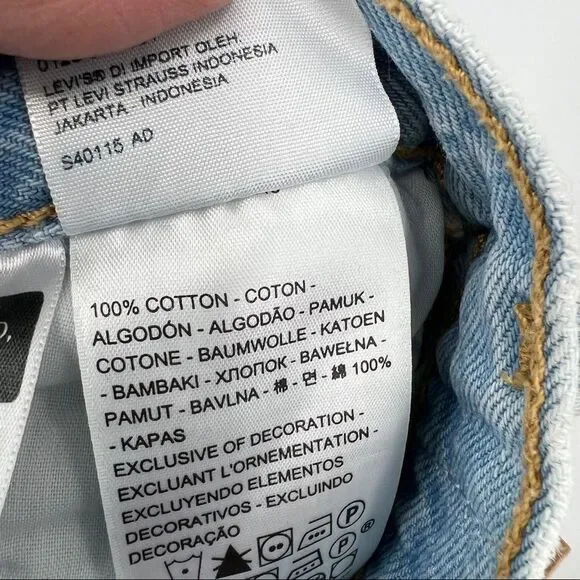 LEVI'S® DI IMPORT OLEH:
PT LEVI STRAUSS INDONESIA
JAKARTA - INDONESIA
S40115 AD
100% COTTON - COTON -
ALGODÓN - ALGODÃO - PAMUK -
COTONE - BAUMWOLLE - KATOEN
- BAMBAKI - ХЛОПОК - BAWEŁNA -
PAMUT - BAVLNA - 棉 - 면 - 綿 100%
- KAPAS
EXCLUSIVE OF DECORATION -
EXCLUANT L'ORNEMENTATION -
EXCLUYENDO ELEMENTOS
DECORATIVOS - EXCLUINDO
DECORAÇÃO
P
P
®